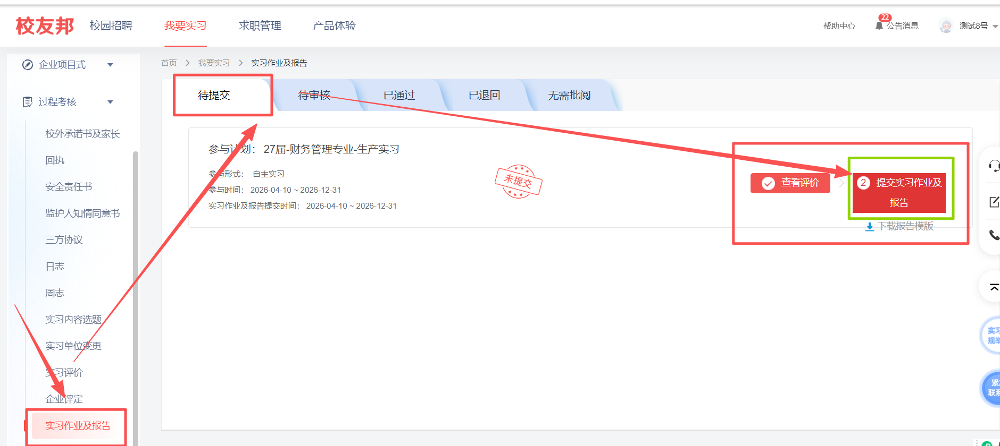 校友邦
校园招聘
我要实习
求职管理
产品体验
帮助中心
22
公告消息
测试8号
企业项目式
过程考核
校外承诺书及家长
回执
安全责任书
监护人知情同意书
三方协议
日志
周志
实习内容选题
实习单位变更
实习评价
企业评定
实习作业及报告
首页 > 我要实习 > 实习作业及报告
待提交
待审核
已通过
已退回
无需批阅
参与计划： 27届-财务管理专业-生产实习
参与形式： 自主实习
参与时间： 2026-04-10 ~ 2026-12-31
实习作业及报告提交时间： 2026-04-10 ~ 2026-12-31
未提交
查看评价
2 提交实习作业及
报告
下载报告模版
实习
规举
联系